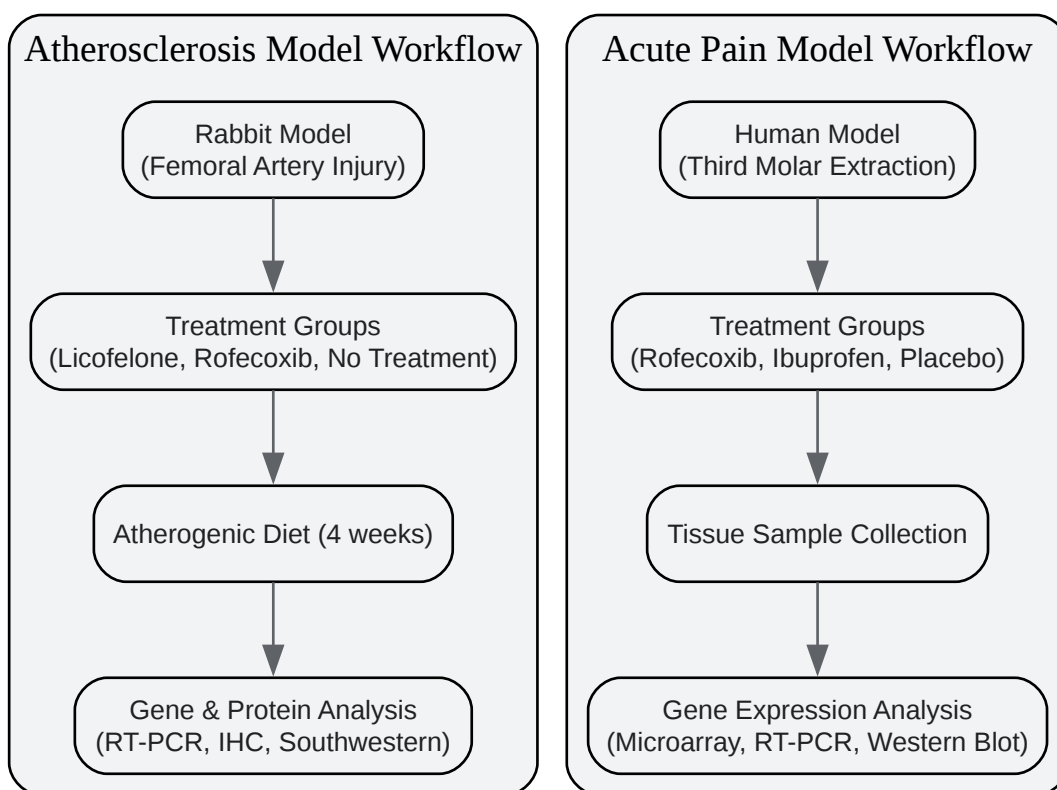 Atherosclerosis Model Workflow
Rabbit Model
(Femoral Artery Injury)
Treatment Groups
(Licofelone, Rofecoxib, No Treatment)
Atherogenic Diet (4 weeks)
Gene & Protein Analysis
(RT-PCR, IHC, Southwestern)
Acute Pain Model Workflow
Human Model
(Third Molar Extraction)
Treatment Groups
(Rofecoxib, Ibuprofen, Placebo)
Tissue Sample Collection
Gene Expression Analysis
(Microarray, RT-PCR, Western Blot)